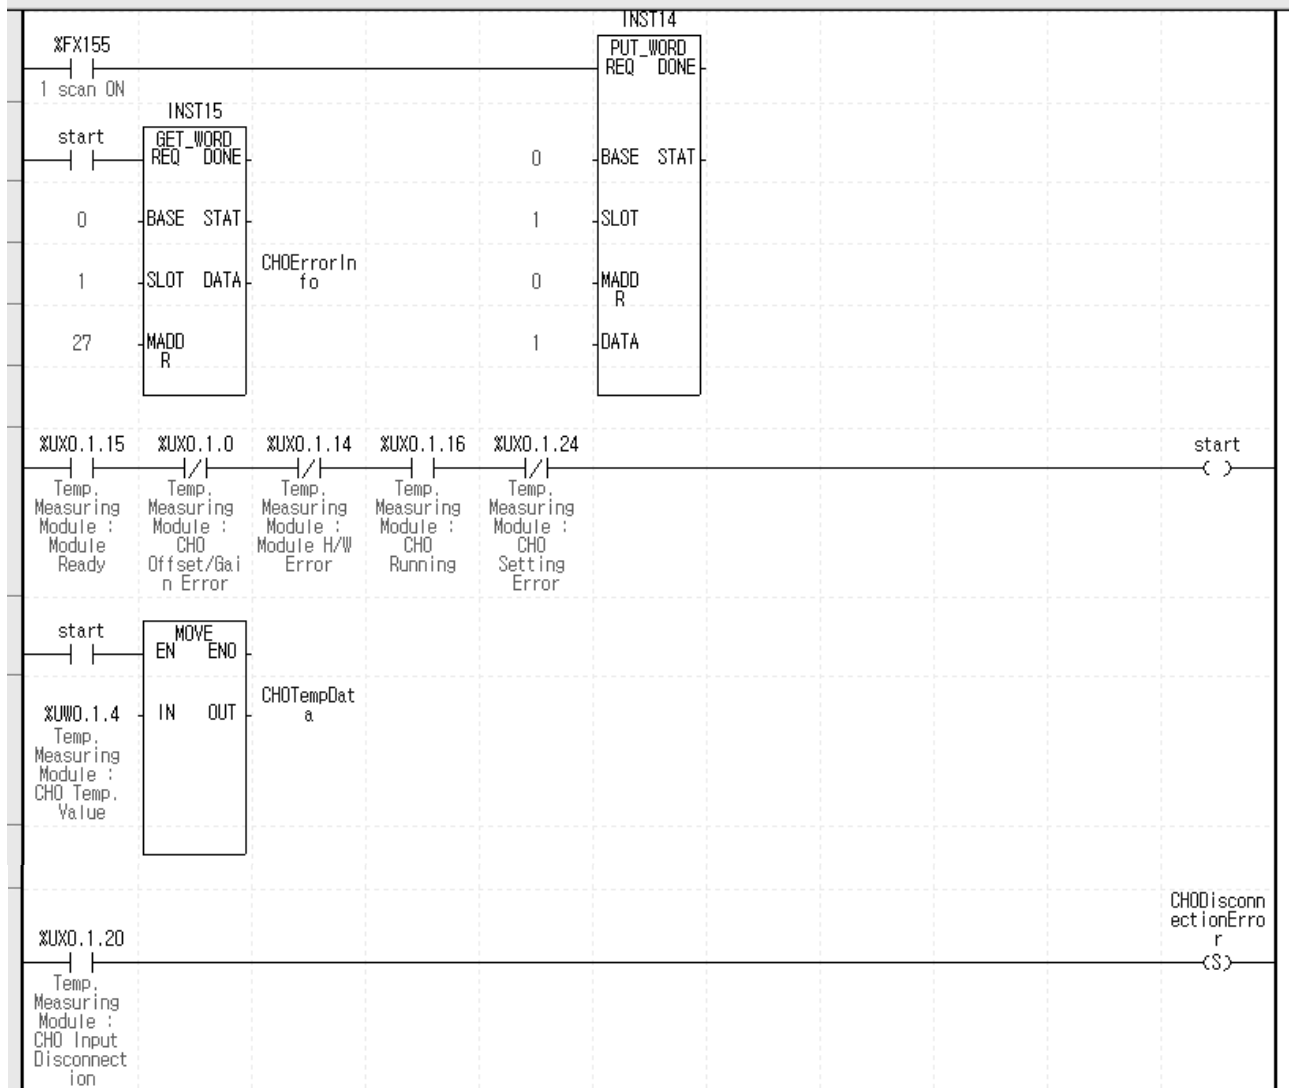 INST14
%FX155
PUT_WORD
REQ DONE
1 scan ON
INST15
start
GET_WORD
REQ DONE
0
BASE STAT
0
BASE STAT
1
SLOT
CH0ErrorIn
fo
1
SLOT DATA
0
MADD
R
27
MADD
R
1
DATA
%UX0.1.15
%UX0.1.0
%UX0.1.14
%UX0.1.16
%UX0.1.24
start
Temp.
Measuring
Module :
Module
Ready
Temp.
Measuring
Module :
CH0
Offset/Gai
n Error
Temp.
Measuring
Module :
Module H/W
Error
Temp.
Measuring
Module :
CH0
Running
Temp.
Measuring
Module :
CH0
Setting
Error
start
MOVE
EN ENO
CH0TempDat
a
%UW0.1.4
IN OUT
Temp.
Measuring
Module :
CH0 Temp.
Value
CH0Disconn
ectionErro
r
%UX0.1.20
(S)
Temp.
Measuring
Module :
CH0 Input
Disconnect
ion